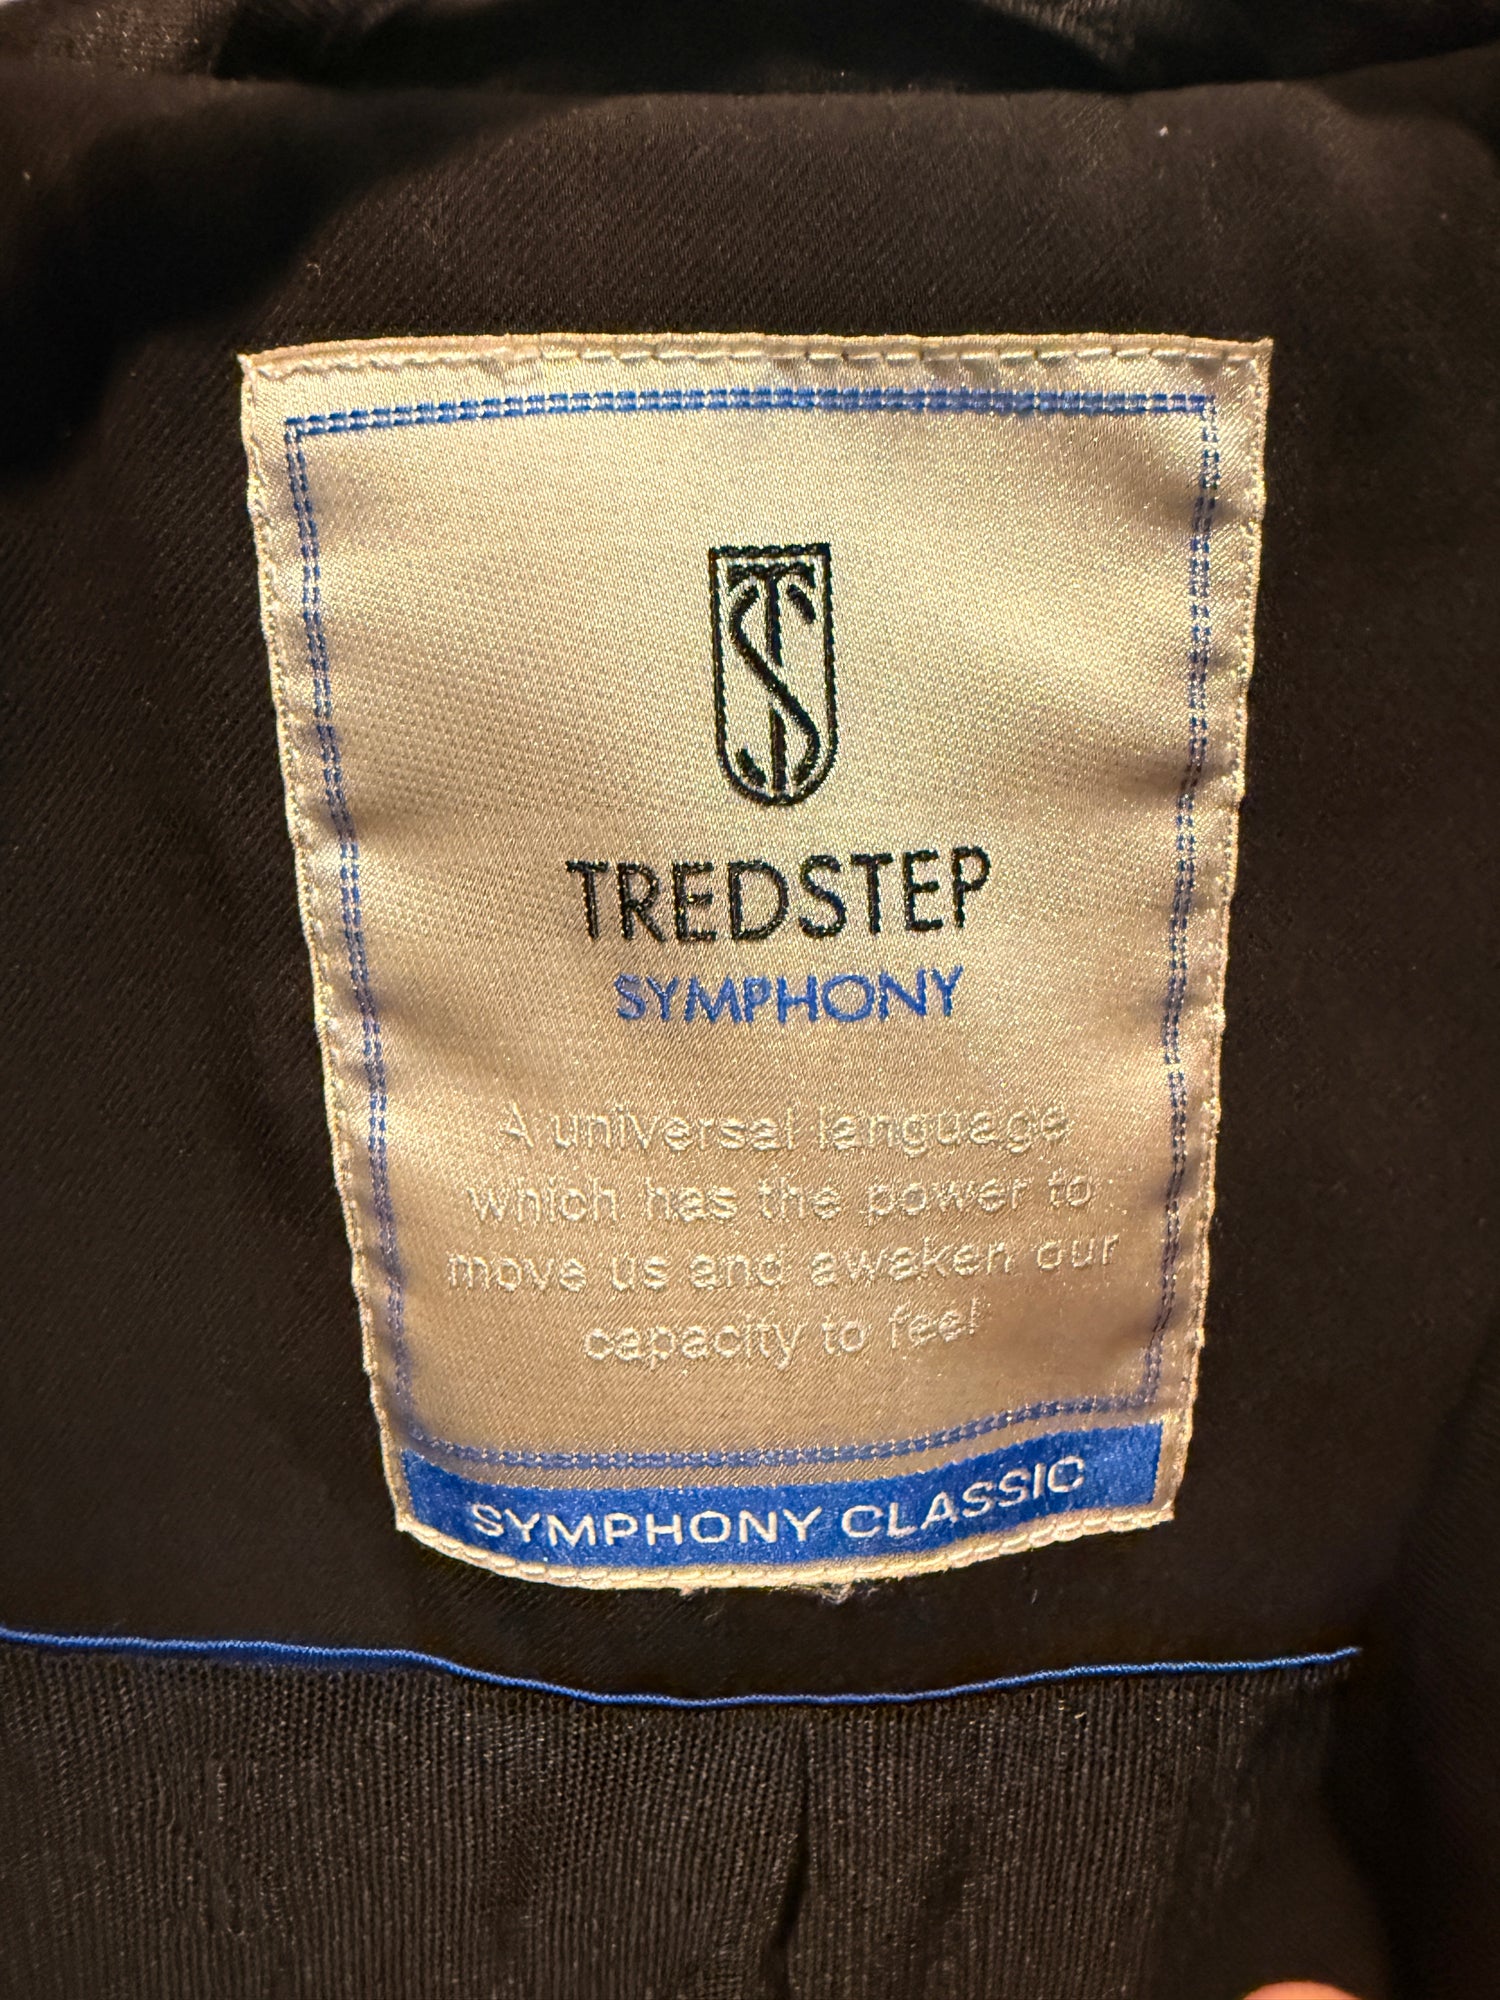 TS
TREDSTEP
SYMPHONY
A universal language
which has the power to
move us and awaken our
capacity to feel
SYMPHONY CLASSIC